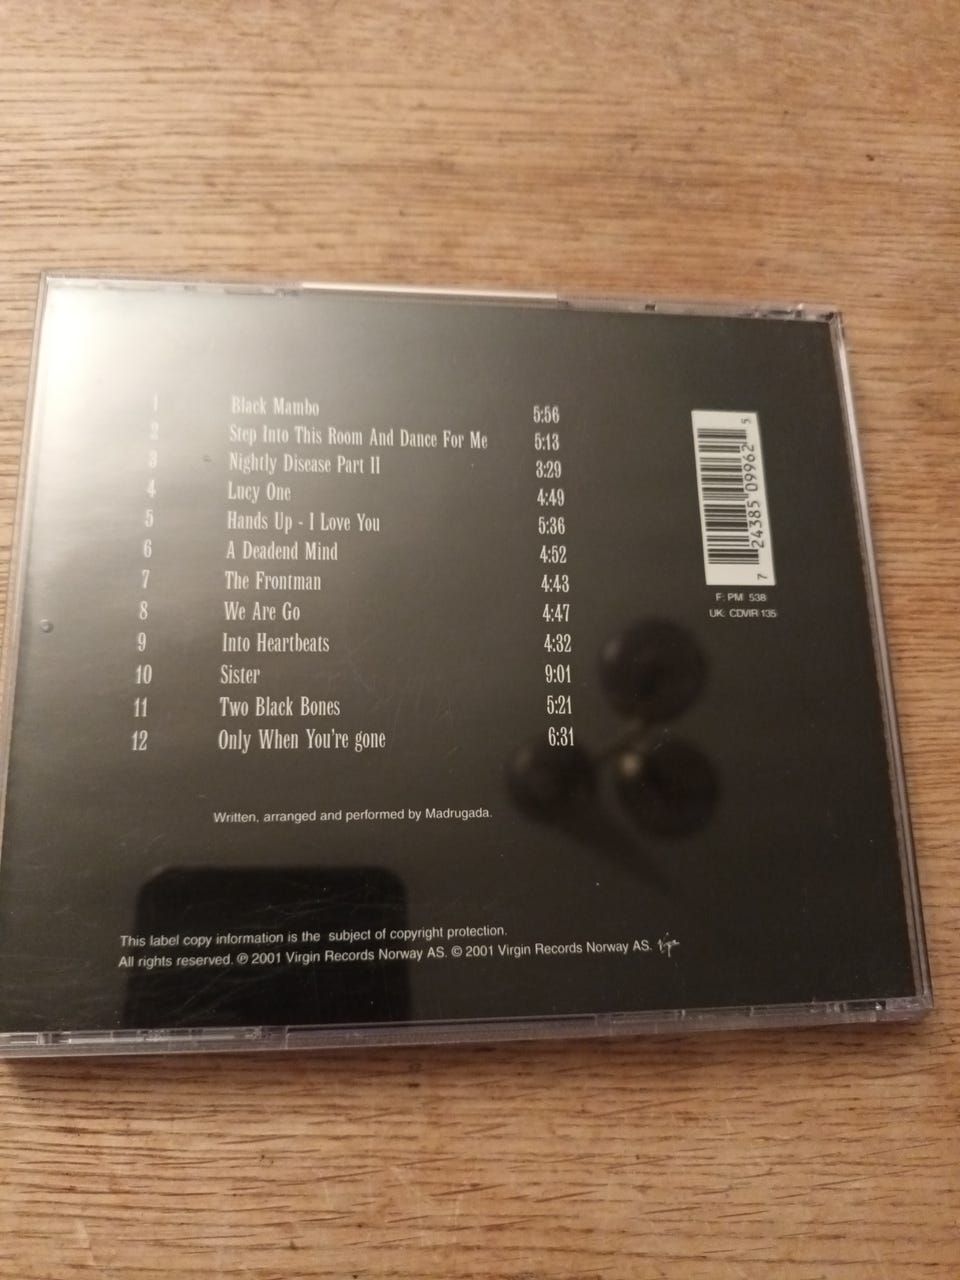 1 Black Mambo 5:56
2 Step Into This Room And Dance For Me 5:13
3 Nightly Disease Part II 3:29
4 Lucy One 4:49
5 Hands Up - I Love You 5:36
6 A Deadend Mind 4:52
7 The Frontman 4:43
8 We Are Go 4:47
9 Into Heartbeats 4:32
10 Sister 9:01
11 Two Black Bones 5:21
12 Only When You're gone 6:31
7 24385 09962 5
F: PM 538
UK: CDVIR 135
Written, arranged and performed by Madrugada.
This label copy information is the subject of copyright protection.
All rights reserved. ℗ 2001 Virgin Records Norway AS. © 2001 Virgin Records Norway AS. Virgin